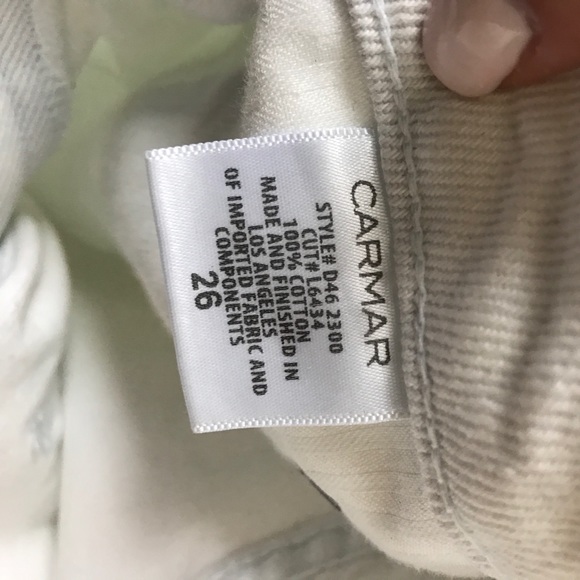 CARMAR
STYLE# D46 2300
CUT# L6434
100% COTTON
MADE AND FINISHED IN
LOS ANGELES
OF IMPORTED FABRIC AND
COMPONENTS
26